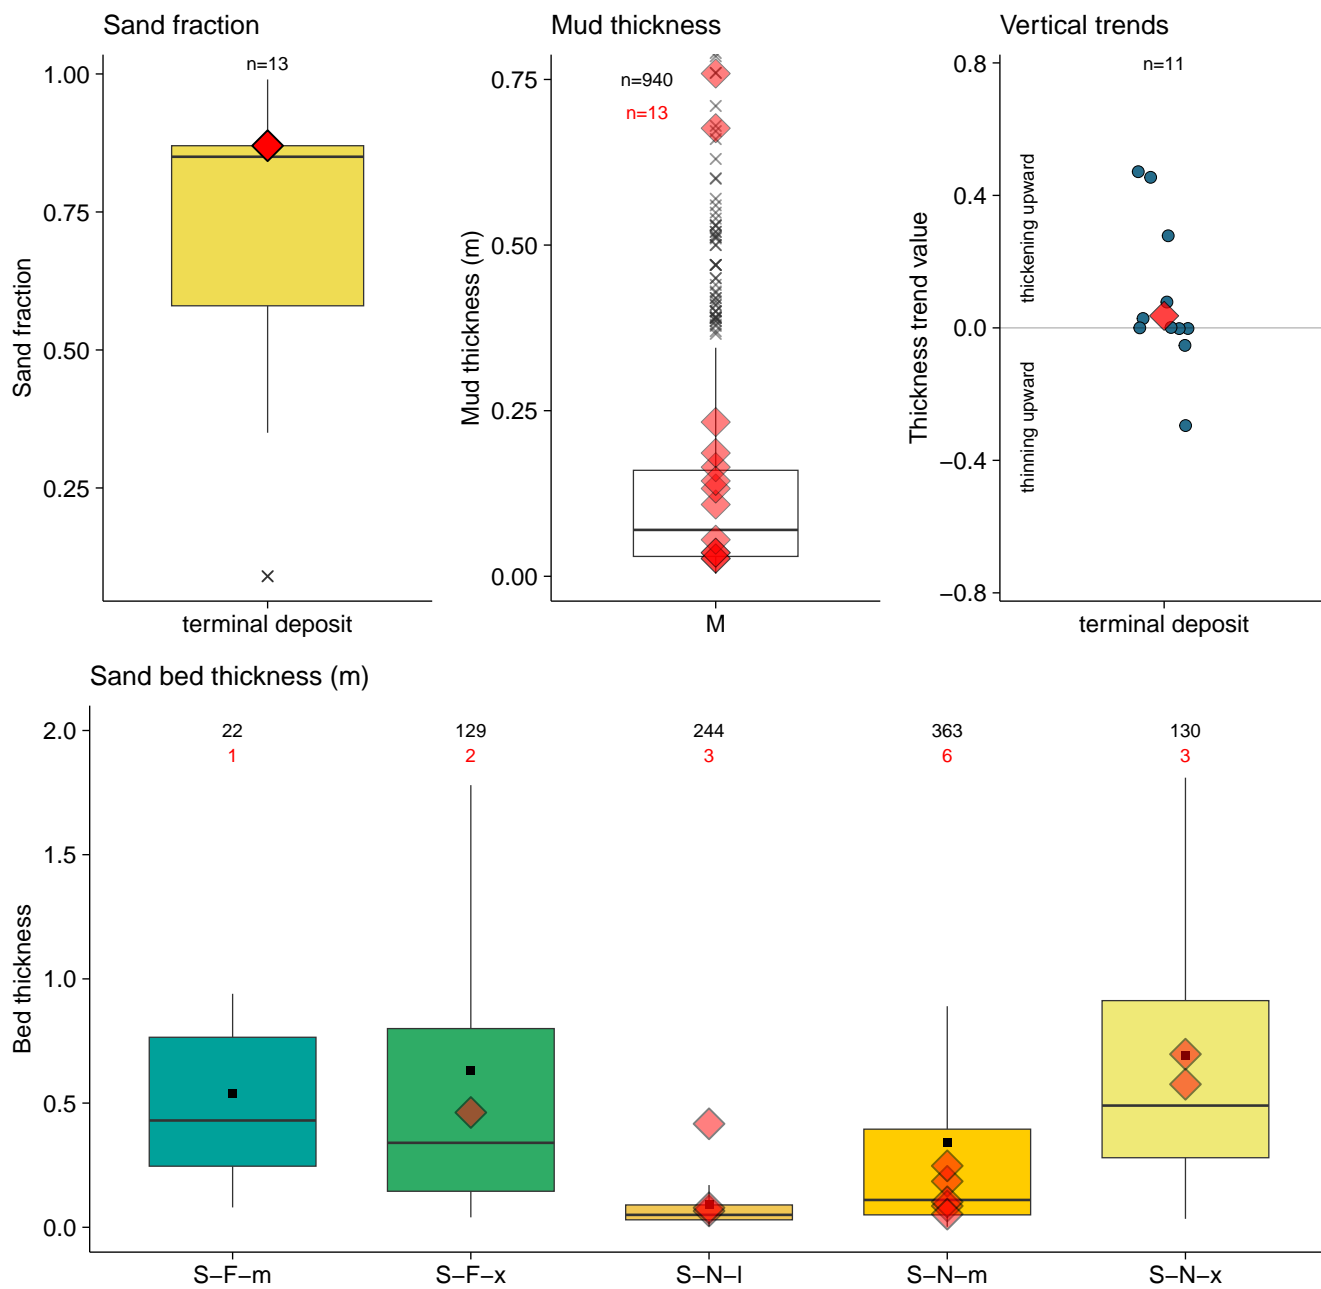 Sand fraction
Mud thickness
Vertical trends
n=13
n=940
n=13
n=11
1.00
0.75
0.50
0.25
Sand fraction
terminal deposit
0.75
0.50
0.25
0.00
Mud thickness (m)
M
0.8
0.4
0.0
−0.4
−0.8
Thickness trend value
thickening upward
thinning upward
terminal deposit
Sand bed thickness (m)
2.0
1.5
1.0
0.5
0.0
Bed thickness
22 129 244 363 130
1 2 3 6 3
S−F−m S−F−x S−N−l S−N−m S−N−x